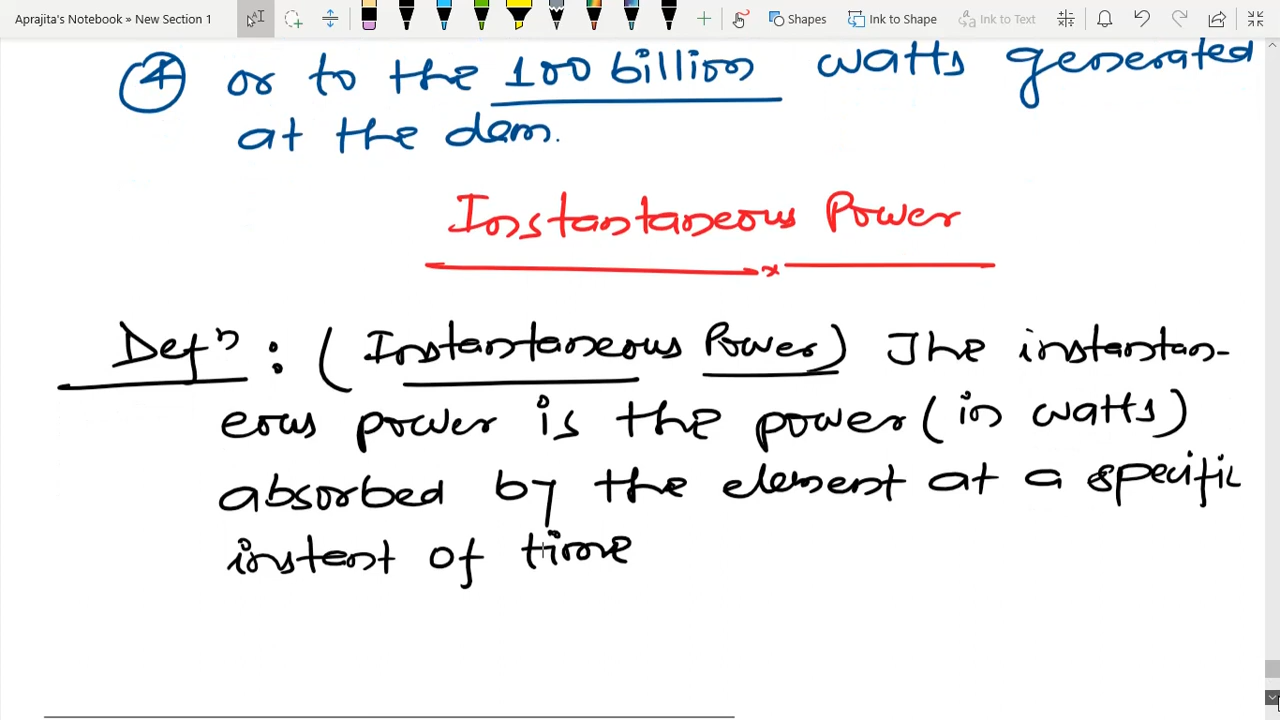 Aprajita's Notebook » New Section 1
Shapes
Ink to Shape
Ink to Text
④ or to the 100 billion watts generated
at the dam.
Instantaneous Power
Defⁿ : (Instantaneous Power) The instantan-
eous power is the power (in watts)
absorbed by the element at a specific
instant of time